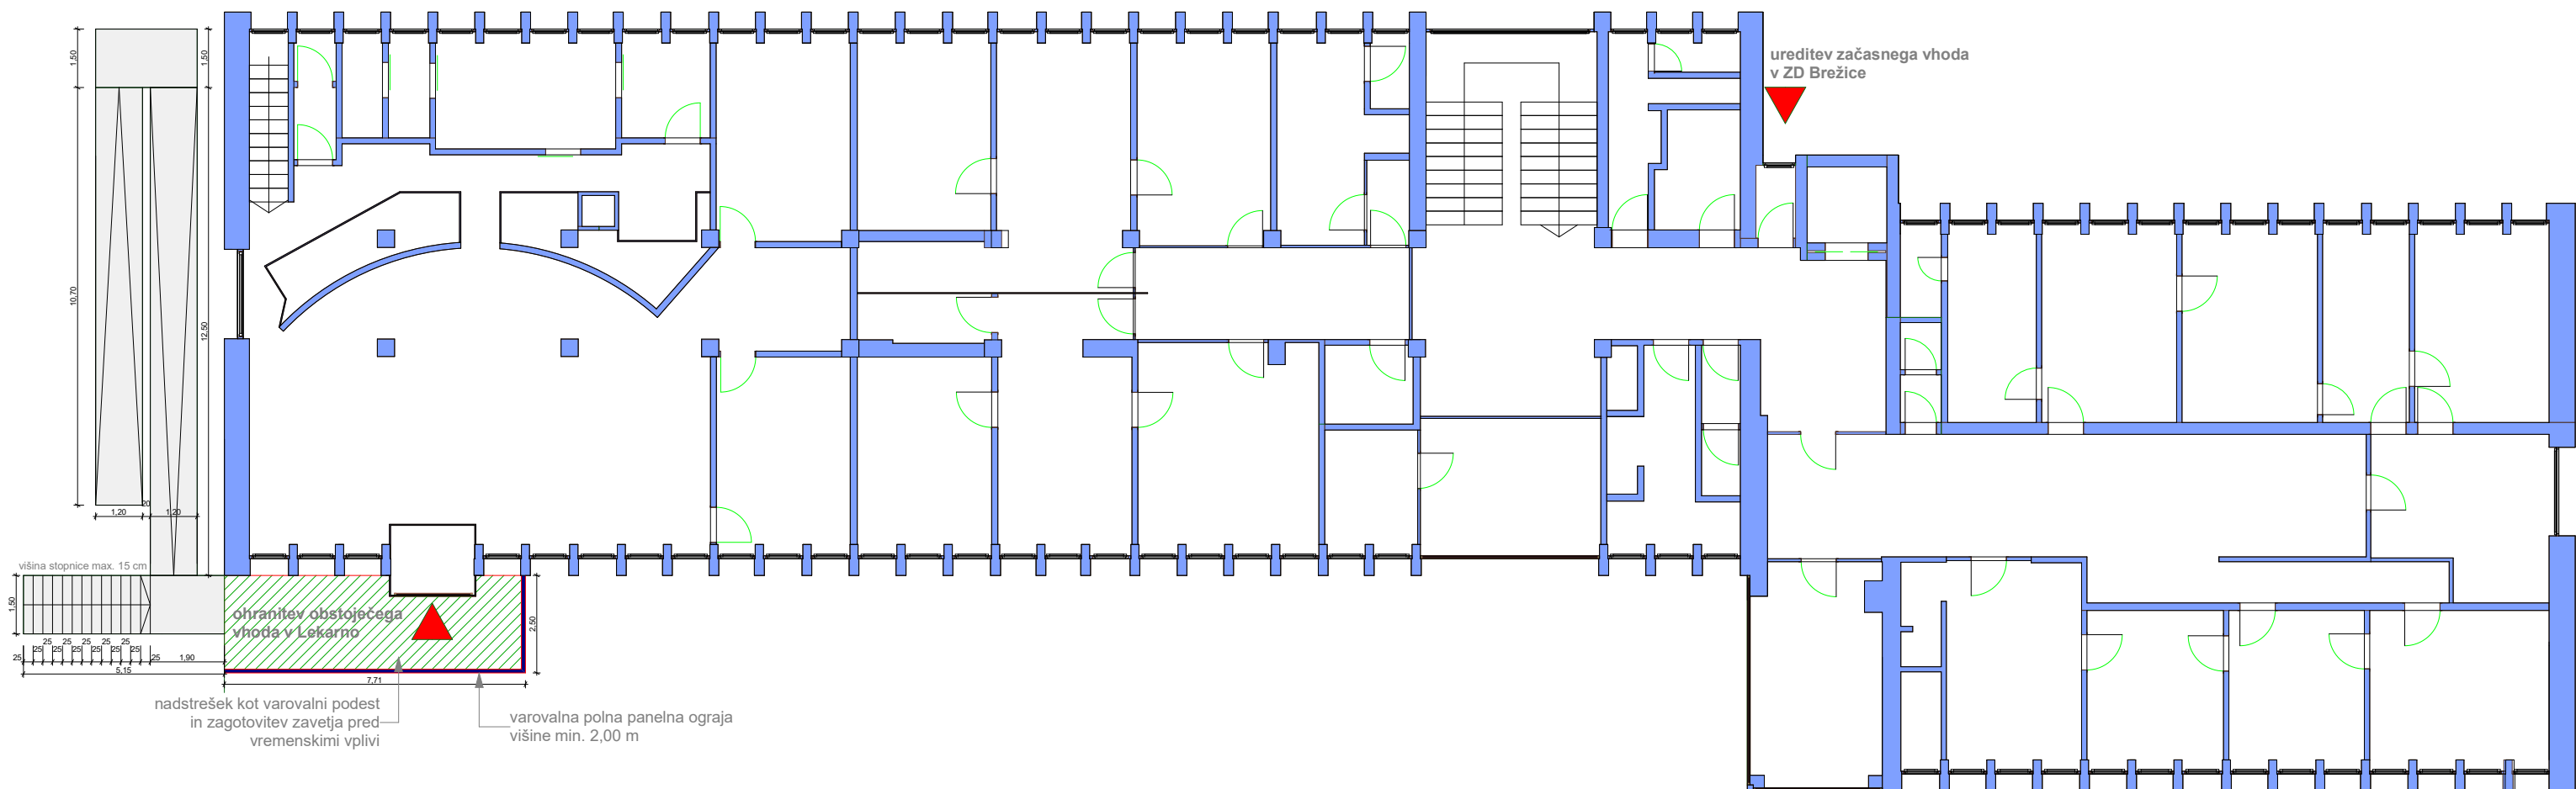 ureditev začasnega vhoda
v ZD Brežice
1,50
1,50
10,70
12,50
20
1,20
1,20
višina stopnice max. 15 cm
1,50
ohranitev obstoječega
vhoda v Lekarno
2,50
25 25 25 25 25
25 25 25 25 25 25 25 25 1,90
5,15
7,71
nadstrešek kot varovalni podest
in zagotovitev zavetja pred
vremenskimi vplivi
varovalna polna panelna ograja
višine min. 2,00 m